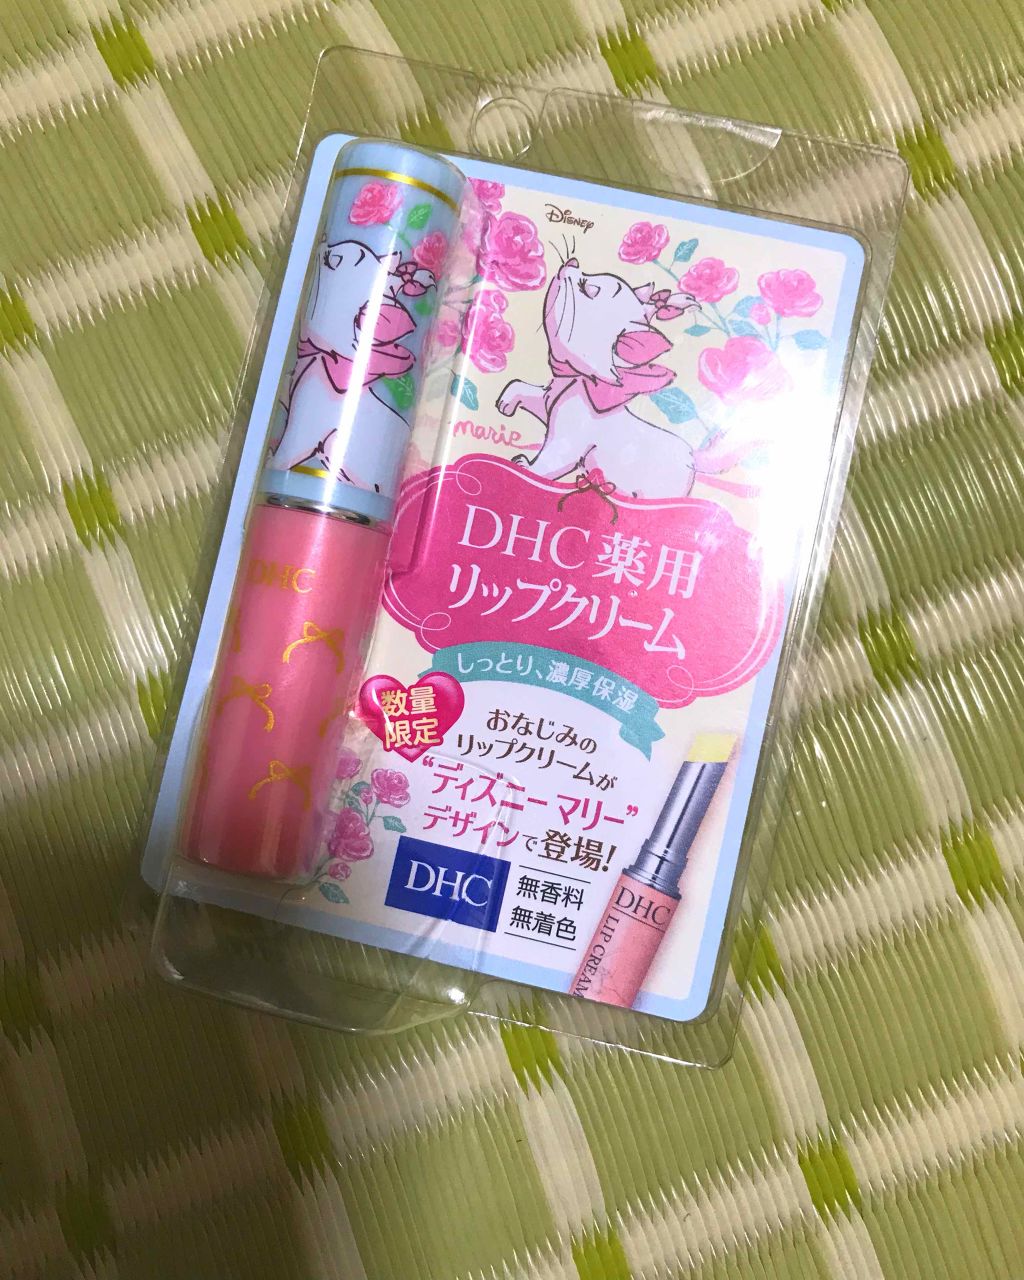 Disney
marie
DHC薬用
リップクリーム
しっとり、濃厚保湿
数量
限定
おなじみの
リップクリームが
“ディズニー マリー”
デザインで登場!
DHC
無香料
無着色
DHC
LIP CREAM
DHC